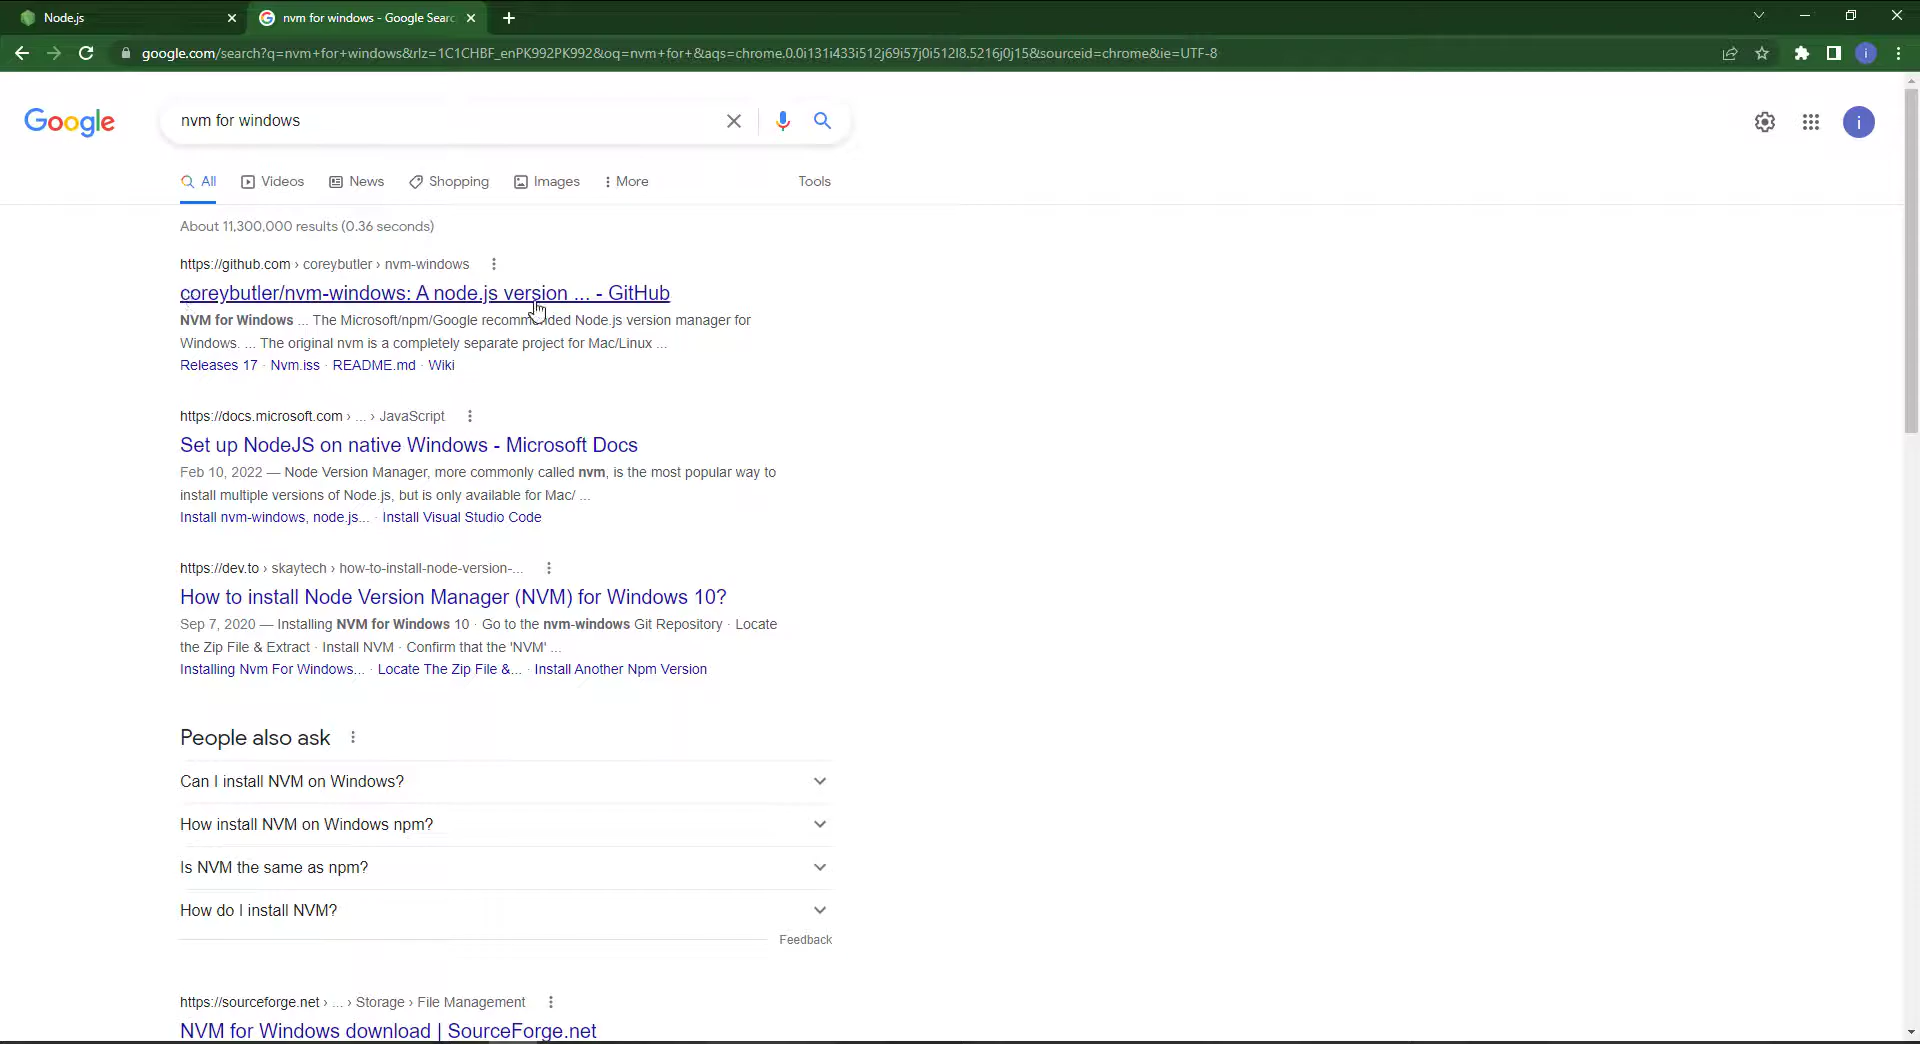 Node.js
nvm for windows - Google Searc
google.com/search?q=nvm+for+windows&rlz=1C1CHBF_enPK992PK992&oq=nvm+for+&aqs=chrome.0.0i131i433i512j69i57j0i512l8.5216j0j15&sourceid=chrome&ie=UTF-8
i
Google
nvm for windows
i
All
Videos
News
Shopping
Images
More
Tools
About 11,300,000 results (0.36 seconds)
https://github.com › coreybutler › nvm-windows
coreybutler/nvm-windows: A node.js version ... - GitHub
NVM for Windows ... The Microsoft/npm/Google recommended Node.js version manager for
Windows. ... The original nvm is a completely separate project for Mac/Linux ...
Releases 17 · Nvm.iss · README.md · Wiki
https://docs.microsoft.com › ... › JavaScript
Set up NodeJS on native Windows - Microsoft Docs
Feb 10, 2022 — Node Version Manager, more commonly called nvm, is the most popular way to
install multiple versions of Node.js, but is only available for Mac/ ...
Install nvm-windows, node.js... · Install Visual Studio Code
https://dev.to › skaytech › how-to-install-node-version-...
How to install Node Version Manager (NVM) for Windows 10?
Sep 7, 2020 — Installing NVM for Windows 10 · Go to the nvm-windows Git Repository · Locate
the Zip File & Extract · Install NVM · Confirm that the 'NVM' ...
Installing Nvm For Windows... · Locate The Zip File &... · Install Another Npm Version
People also ask
Can I install NVM on Windows?
How install NVM on Windows npm?
Is NVM the same as npm?
How do I install NVM?
Feedback
https://sourceforge.net › ... › Storage › File Management
NVM for Windows download | SourceForge.net